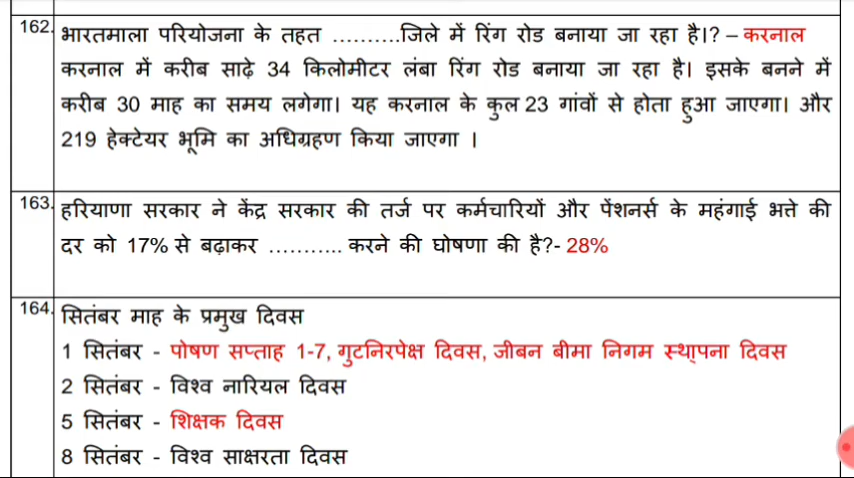 162. भारतमाला परियोजना के तहत ..........जिले में रिंग रोड बनाया जा रहा है।? – करनाल
करनाल में करीब साढ़े 34 किलोमीटर लंबा रिंग रोड बनाया जा रहा है। इसके बनने में
करीब 30 माह का समय लगेगा। यह करनाल के कुल 23 गांवों से होता हुआ जाएगा। और
219 हेक्टेयर भूमि का अधिग्रहण किया जाएगा ।
163. हरियाणा सरकार ने केंद्र सरकार की तर्ज पर कर्मचारियों और पेंशनर्स के महंगाई भत्ते की
दर को 17% से बढ़ाकर ........... करने की घोषणा की है?- 28%
164. सितंबर माह के प्रमुख दिवस
1 सितंबर - पोषण सप्ताह 1-7, गुटनिरपेक्ष दिवस, जीबन बीमा निगम स्था्पना दिवस
2 सितंबर - विश्व नारियल दिवस
5 सितंबर - शिक्षक दिवस
8 सितंबर - विश्व साक्षरता दिवस